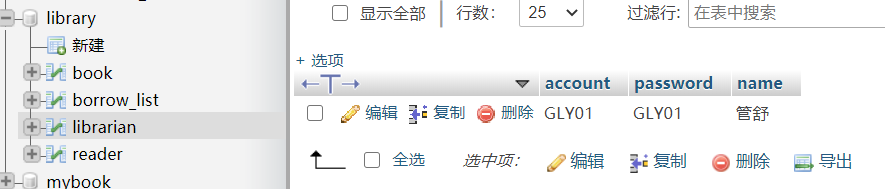 library
新建
book
borrow_list
librarian
reader
mybook
显示全部 行数: 25 过滤行: 在表中搜索
+ 选项
←T→ account password name
编辑 复制 删除 GLY01 GLY01 管舒
全选 选中项: 编辑 复制 删除 导出